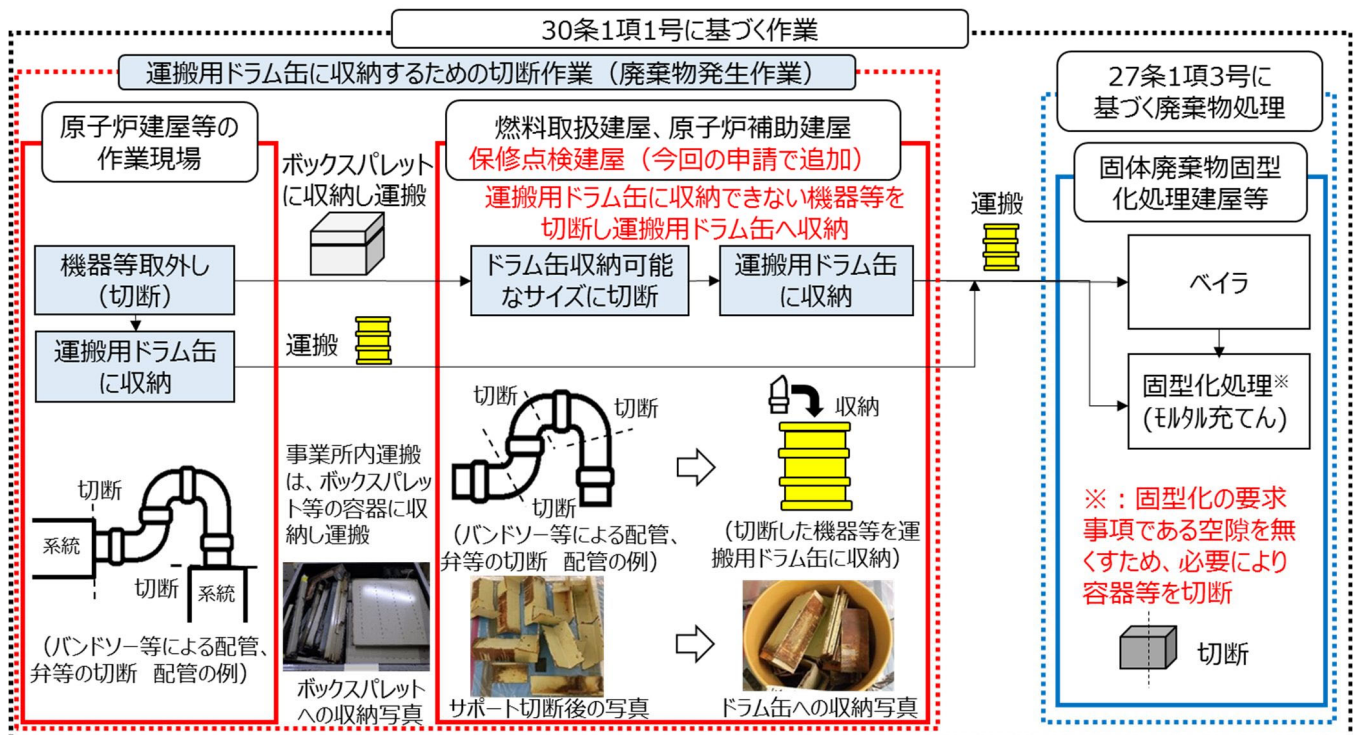 30条1項1号に基づく作業
運搬用ドラム缶に収納するための切断作業（廃棄物発生作業）
原子炉建屋等の
作業現場
機器等取外し
（切断）
運搬用ドラム缶
に収納
切断
系統
切断
系統
（バンドソー等による配管、
弁等の切断　配管の例）
ボックスパレット
に収納し運搬
運搬
事業所内運搬
は、ボックスパレ
ット等の容器に収
納し運搬
ボックスパレット
への収納写真
燃料取扱建屋、原子炉補助建屋
保修点検建屋（今回の申請で追加）
運搬用ドラム缶に収納できない機器等を
切断し運搬用ドラム缶へ収納
ドラム缶収納可能
なサイズに切断
運搬用ドラム缶
に収納
切断
切断
切断
（バンドソー等による配管、
弁等の切断　配管の例）
サポート切断後の写真
収納
（切断した機器等を運
搬用ドラム缶に収納）
ドラム缶への収納写真
運搬
27条1項3号に
基づく廃棄物処理
固体廃棄物固型
化処理建屋等
ベイラ
固型化処理※
（ﾓﾙﾀﾙ充てん）
※：固型化の要求
事項である空隙を無
くすため、必要により
容器等を切断
切断